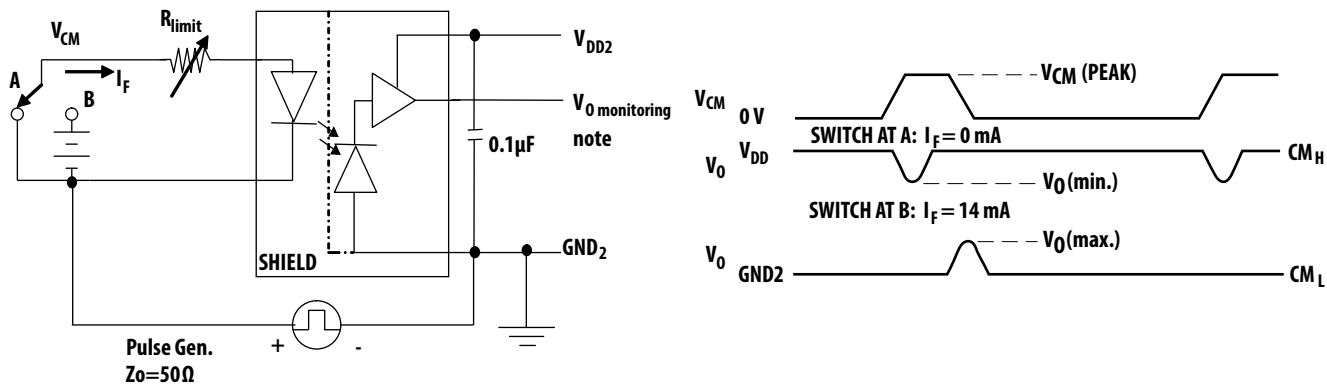 V_CM
R_limit
A
I_F
B
SHIELD
V_DD2
V_O monitoring
note
0.1µF
GND_2
Pulse Gen.
Zo=50Ω
+ -
V_CM
V_CM (PEAK)
0 V
SWITCH AT A: I_F = 0 mA
V_O
V_DD
CM_H
V_O (min.)
SWITCH AT B: I_F = 14 mA
V_O
V_O (max.)
GND2
CM_L